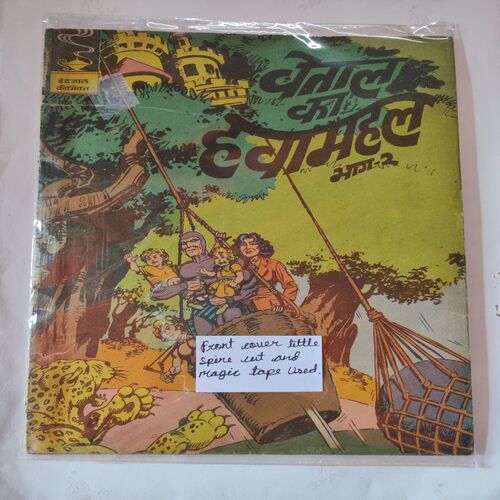 इंद्रजाल
कॉमिक्स
वेताल
का
हवामहल
भाग-२
Front cover little
spine cut and
magic tape used.